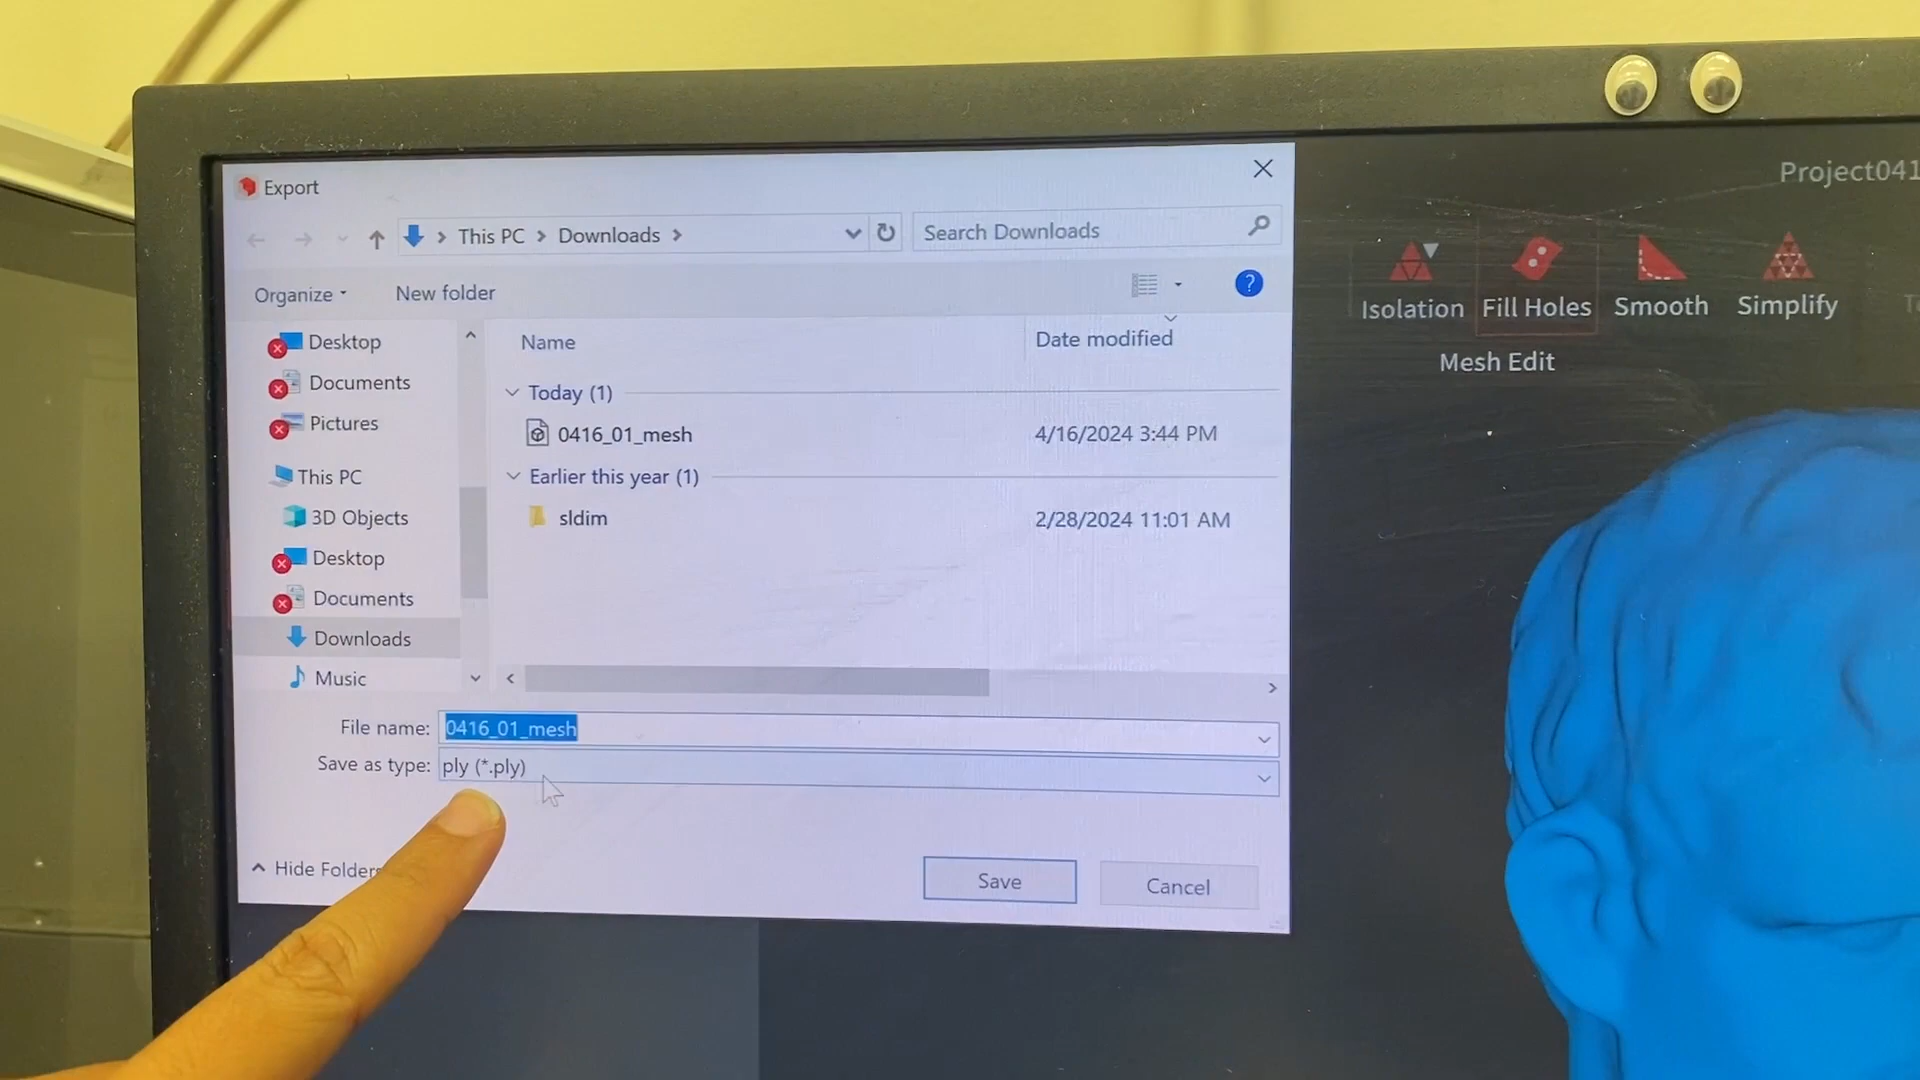 Export
This PC
Downloads
Search Downloads
Organize
New folder
?
Desktop
Documents
Pictures
This PC
3D Objects
Desktop
Documents
Downloads
Music
Name
Date modified
Today (1)
0416_01_mesh
4/16/2024 3:44 PM
Earlier this year (1)
sldim
2/28/2024 11:01 AM
File name:
0416_01_mesh
Save as type:
ply (*.ply)
Hide Folders
Save
Cancel
Project041
Isolation
Fill Holes
Smooth
Simplify
Mesh Edit